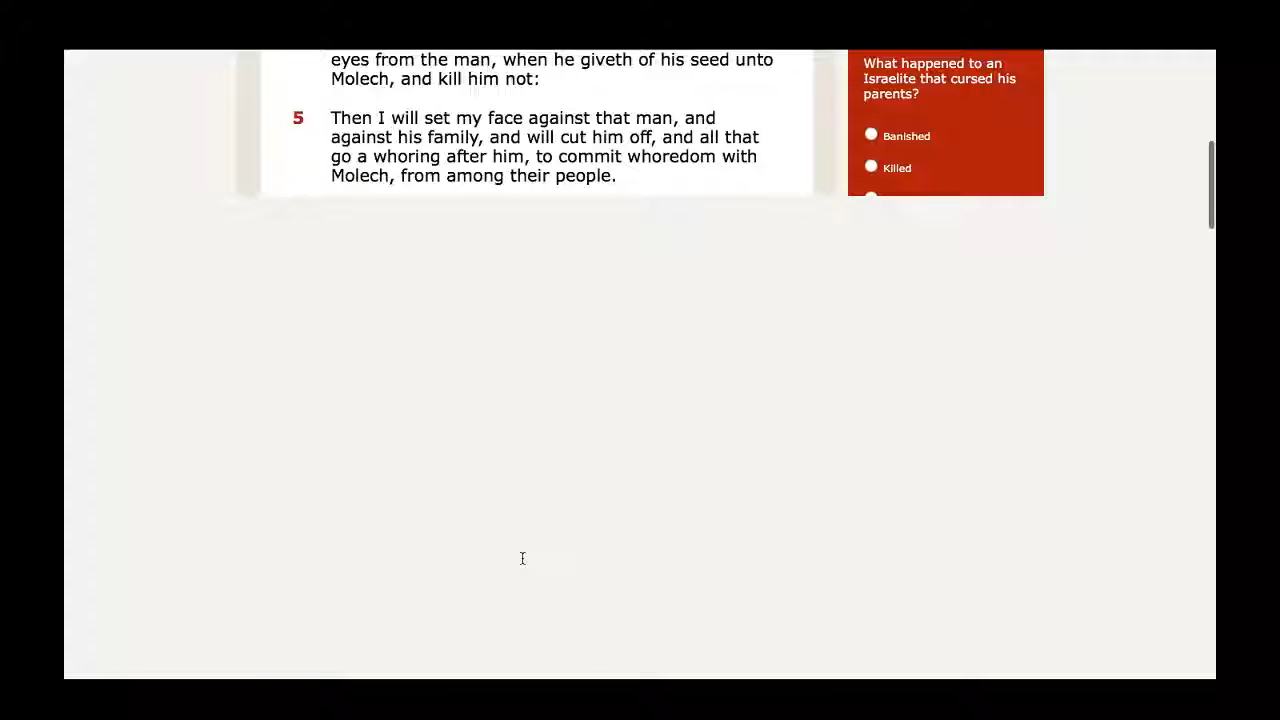 eyes from the man, when he giveth of his seed unto
Molech, and kill him not:
5 Then I will set my face against that man, and
against his family, and will cut him off, and all that
go a whoring after him, to commit whoredom with
Molech, from among their people.
What happened to an
Israelite that cursed his
parents?
Banished
Killed